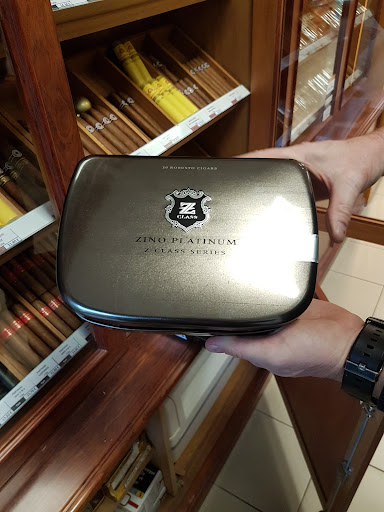 20 ROBUSTO CIGARS
Z
CLASS
ZINO PLATINUM
Z-CLASS SERIES